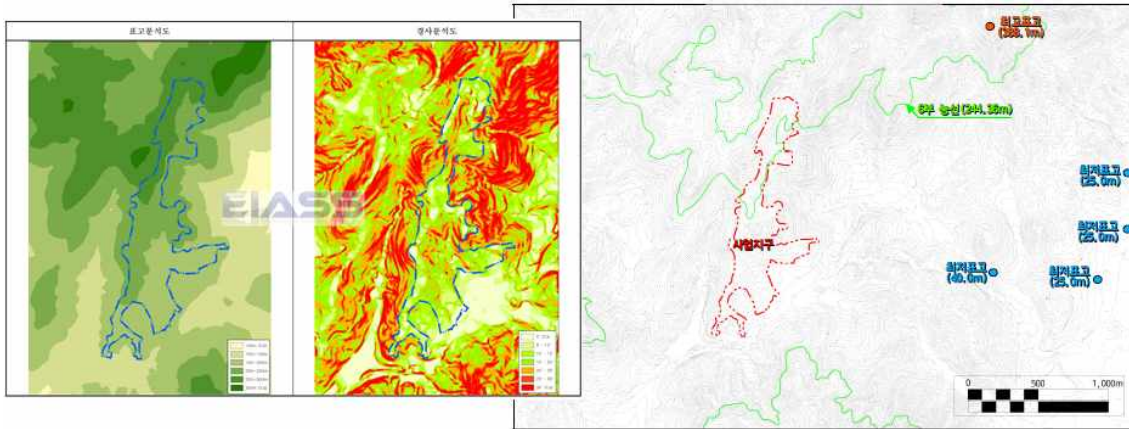 표고분석도
경사분석도
EIASS
최고표고
(388.1m)
6부 능선(244.36m)
최저표고
(25.0m)
최저표고
(25.0m)
사업지구
최저표고
(40.0m)
최저표고
(25.0m)
0
500
1,000m